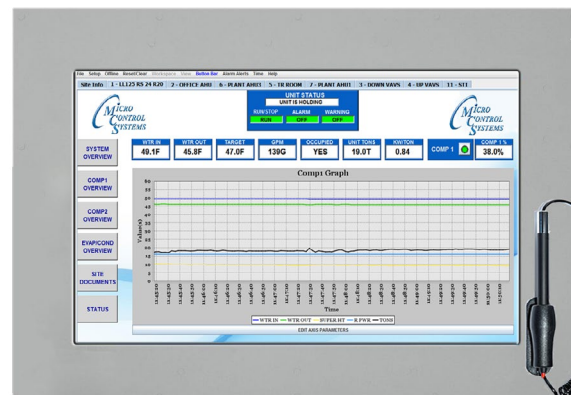 File Setup Offline Reset/Clear Workspace View Button Bar Alarm Alerts Time Help
Site Info 1 - LL125 RS 24 R20 2 - OFFICE AHU 6 - PLANT AHU1 5 - TR ROOM 7 - PLANT AHU1 3 - DOWN VAVS 4 - UP VAVS 11 - ST1
UNIT STATUS
UNIT IS HOLDING
RUN/STOP ALARM WARNING
RUN OFF OFF
MICRO
CONTROL
SYSTEMS
MICRO
CONTROL
SYSTEMS
WTR IN WTR OUT TARGET GPM OCCUPIED UNIT TONS KW/TON COMP 1 COMP 1 %
49.1F 45.8F 47.0F 139G YES 19.0T 0.84 38.0%
SYSTEM
OVERVIEW
COMP1
OVERVIEW
COMP2
OVERVIEW
EVAP/COND
OVERVIEW
SITE
DOCUMENTS
STATUS
Comp1 Graph
Value(s)
Time
WTR IN WTR OUT SUPER HT R.PWR TONS
EDIT AXIS PARAMETERS